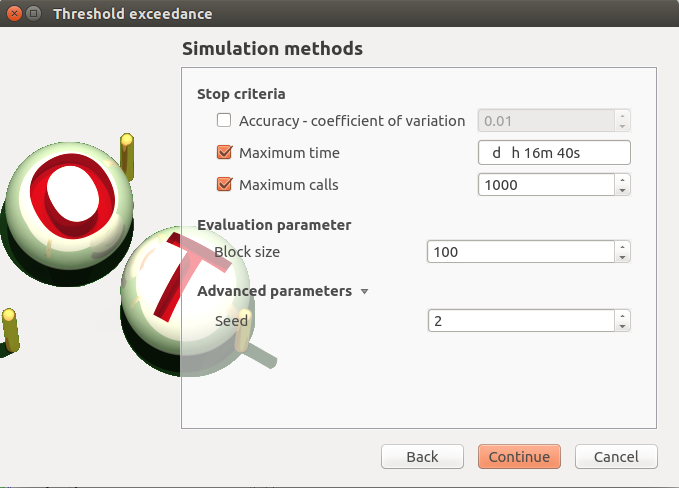 Threshold exceedance
Simulation methods
Stop criteria
Accuracy - coefficient of variation 0.01
Maximum time d h 16m 40s
Maximum calls 1000
Evaluation parameter
Block size 100
Advanced parameters
Seed 2
Back Continue Cancel
O
T